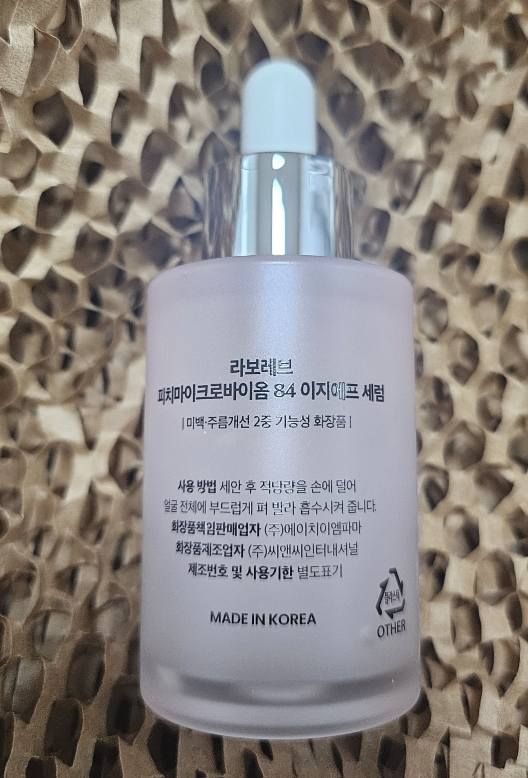 라보레브
피치마이크로바이옴 84 이지에프 세럼
| 미백·주름개선 2중 기능성 화장품 |
사용 방법 세안 후 적당량을 손에 덜어
얼굴 전체에 부드럽게 펴 발라 흡수시켜 줍니다.
화장품책임판매업자 (주)에이치이엠파마
화장품제조업자 (주)씨앤씨인터내셔널
제조번호 및 사용기한 별도표기
플라스틱
OTHER
MADE IN KOREA